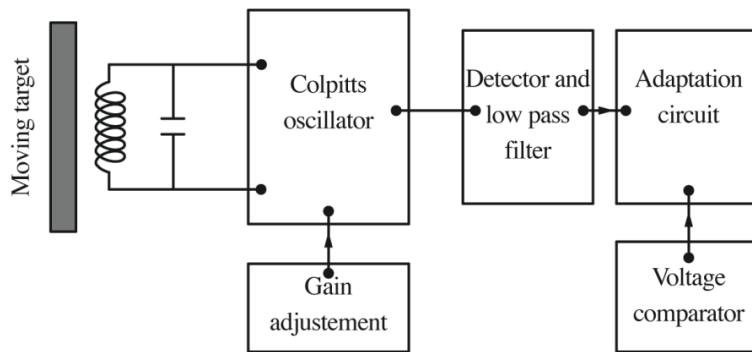 Moving target
Colpitts
oscillator
Detector and
low pass
filter
Adaptation
circuit
Gain
adjustement
Voltage
comparator